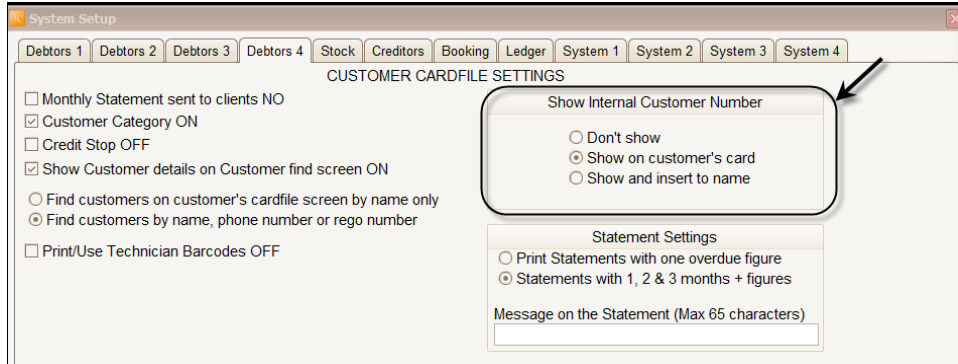 System Setup
Debtors 1 Debtors 2 Debtors 3 Debtors 4 Stock Creditors Booking Ledger System 1 System 2 System 3 System 4
CUSTOMER CARDFILE SETTINGS
Monthly Statement sent to clients NO
Customer Category ON
Credit Stop OFF
Show Customer details on Customer find screen ON
Find customers on customer's cardfile screen by name only
Find customers by name, phone number or rego number
Print/Use Technician Barcodes OFF
Show Internal Customer Number
Don't show
Show on customer's card
Show and insert to name
Statement Settings
Print Statements with one overdue figure
Statements with 1, 2 & 3 months + figures
Message on the Statement (Max 65 characters)